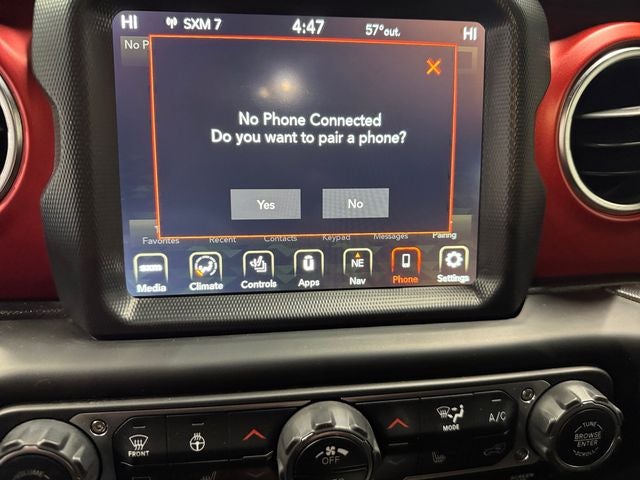 HI SXM 7 4:47 57° out. HI
No P
No Phone Connected
Do you want to pair a phone?
Yes No
Favorites Recent Contacts Keypad Messages Pairing
NE
Media Climate Controls Apps Nav Phone Settings
FRONT
OFF
MODE
A/C
VOLUME
TUNE
BROWSE
ENTER
SCROLL